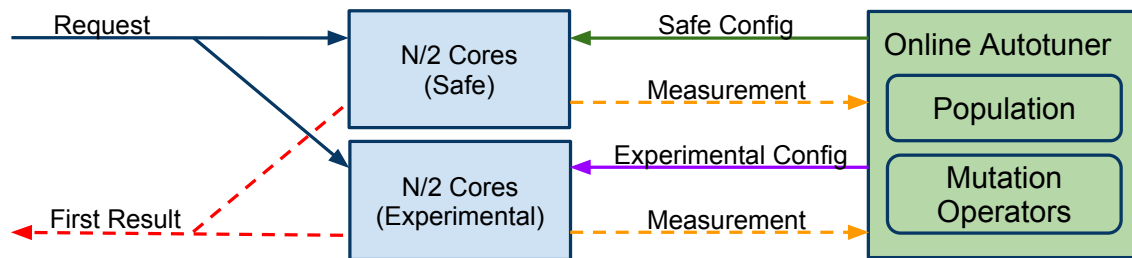 Request
N/2 Cores
(Safe)
Safe Config
Measurement
Online Autotuner
Population
Experimental Config
N/2 Cores
(Experimental)
First Result
Measurement
Mutation
Operators